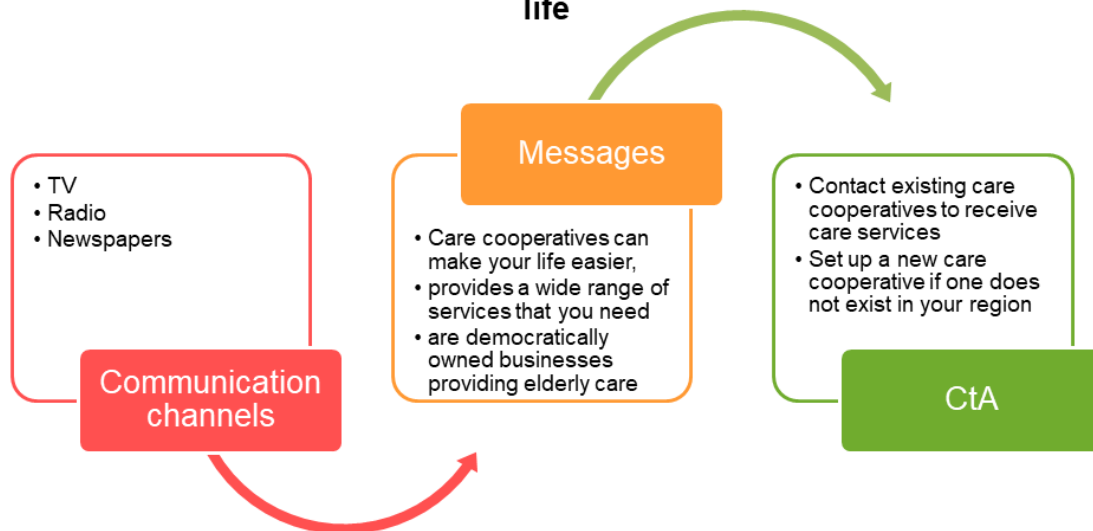 life
• TV
• Radio
• Newspapers
Communication
channels
Messages
• Care cooperatives can
make your life easier,
• provides a wide range of
services that you need
• are democratically
owned businesses
providing elderly care
• Contact existing care
cooperatives to receive
care services
• Set up a new care
cooperative if one does
not exist in your region
CtA